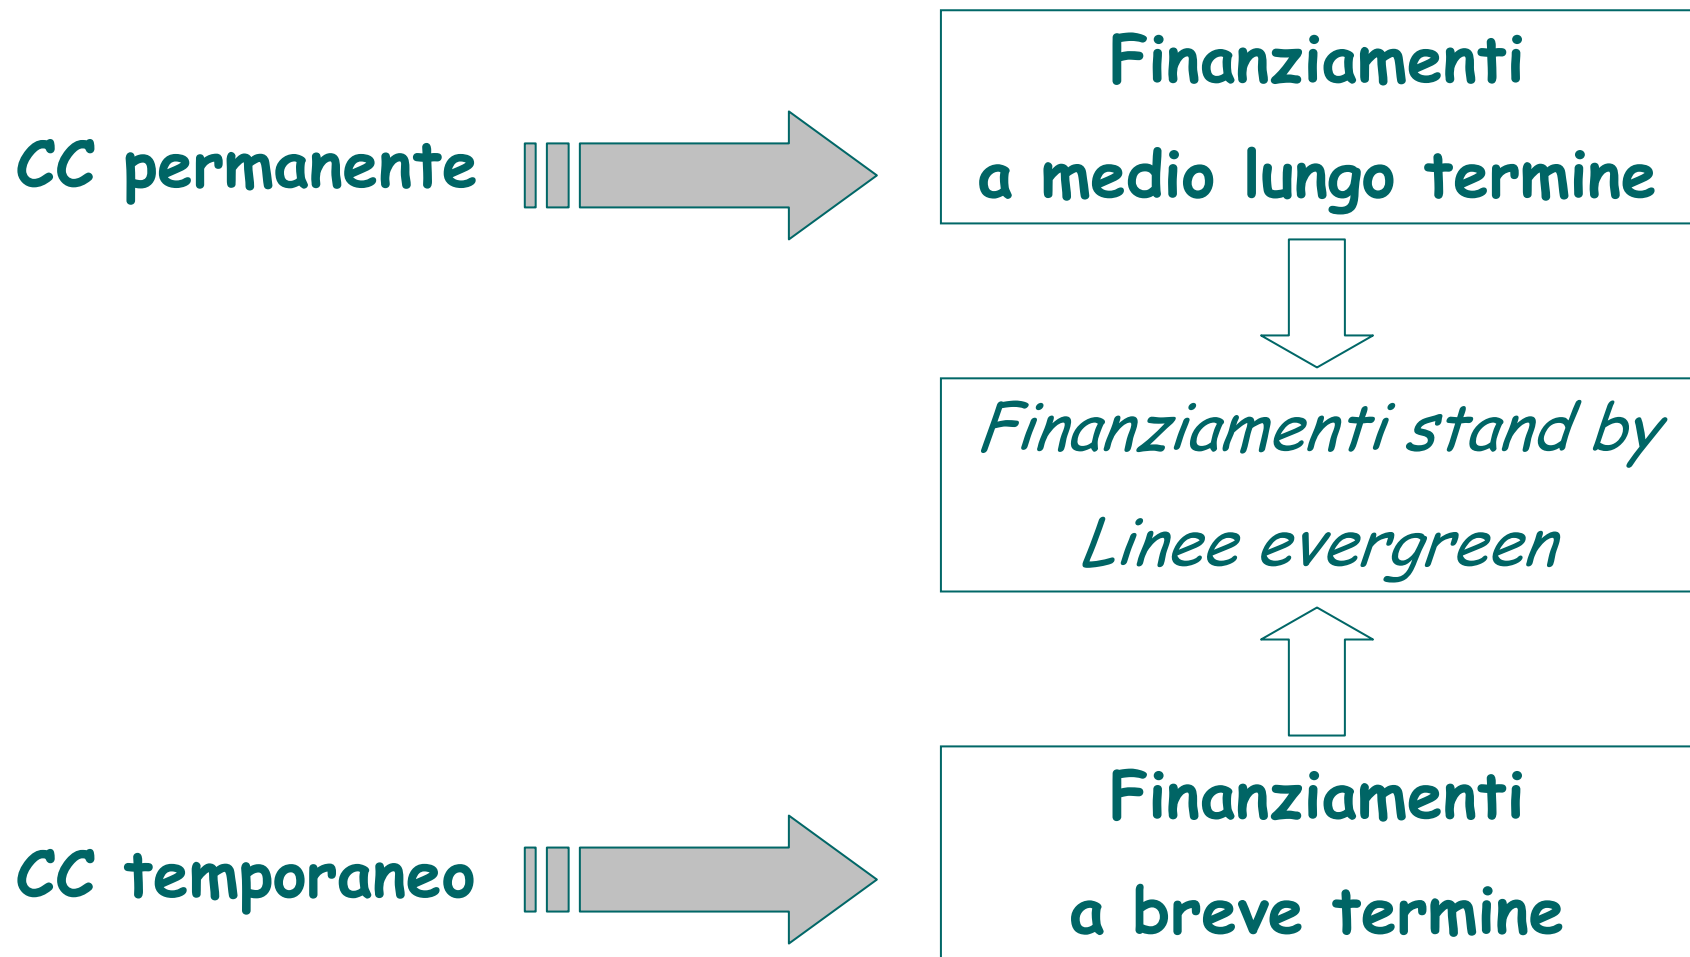 CC permanente
Finanziamenti
a medio lungo termine
Finanziamenti stand by
Linee evergreen
CC temporaneo
Finanziamenti
a breve termine